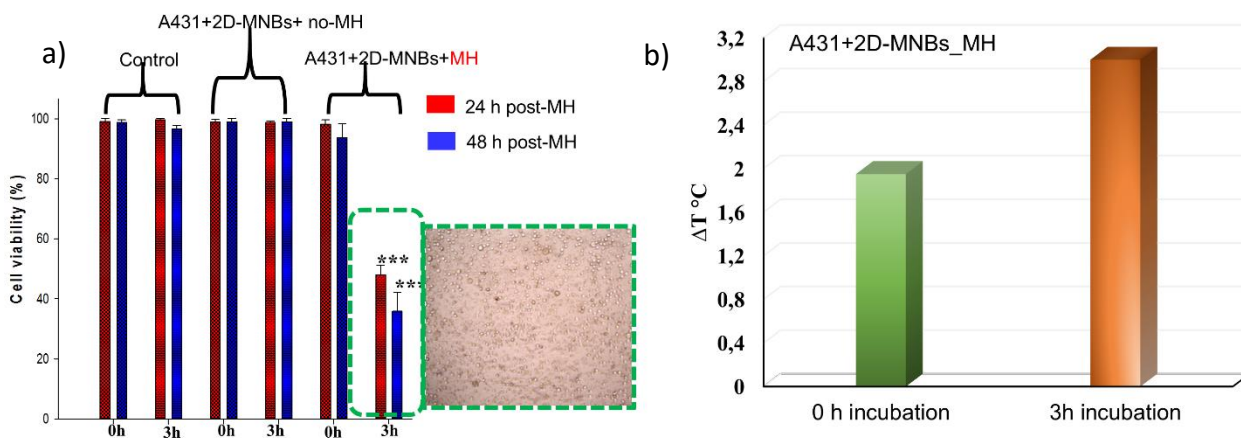 a)
A431+2D-MNBs+ no-MH
Control
A431+2D-MNBs+MH
24 h post-MH
48 h post-MH
Cell viability (%)
100
80
60
40
20
0
***
***
0h 3h 0h 3h 0h 3h
b)
A431+2D-MNBs_MH
ΔT °C
3,2
2,8
2,4
2
1,6
1,2
0,8
0,4
0
0 h incubation 3h incubation